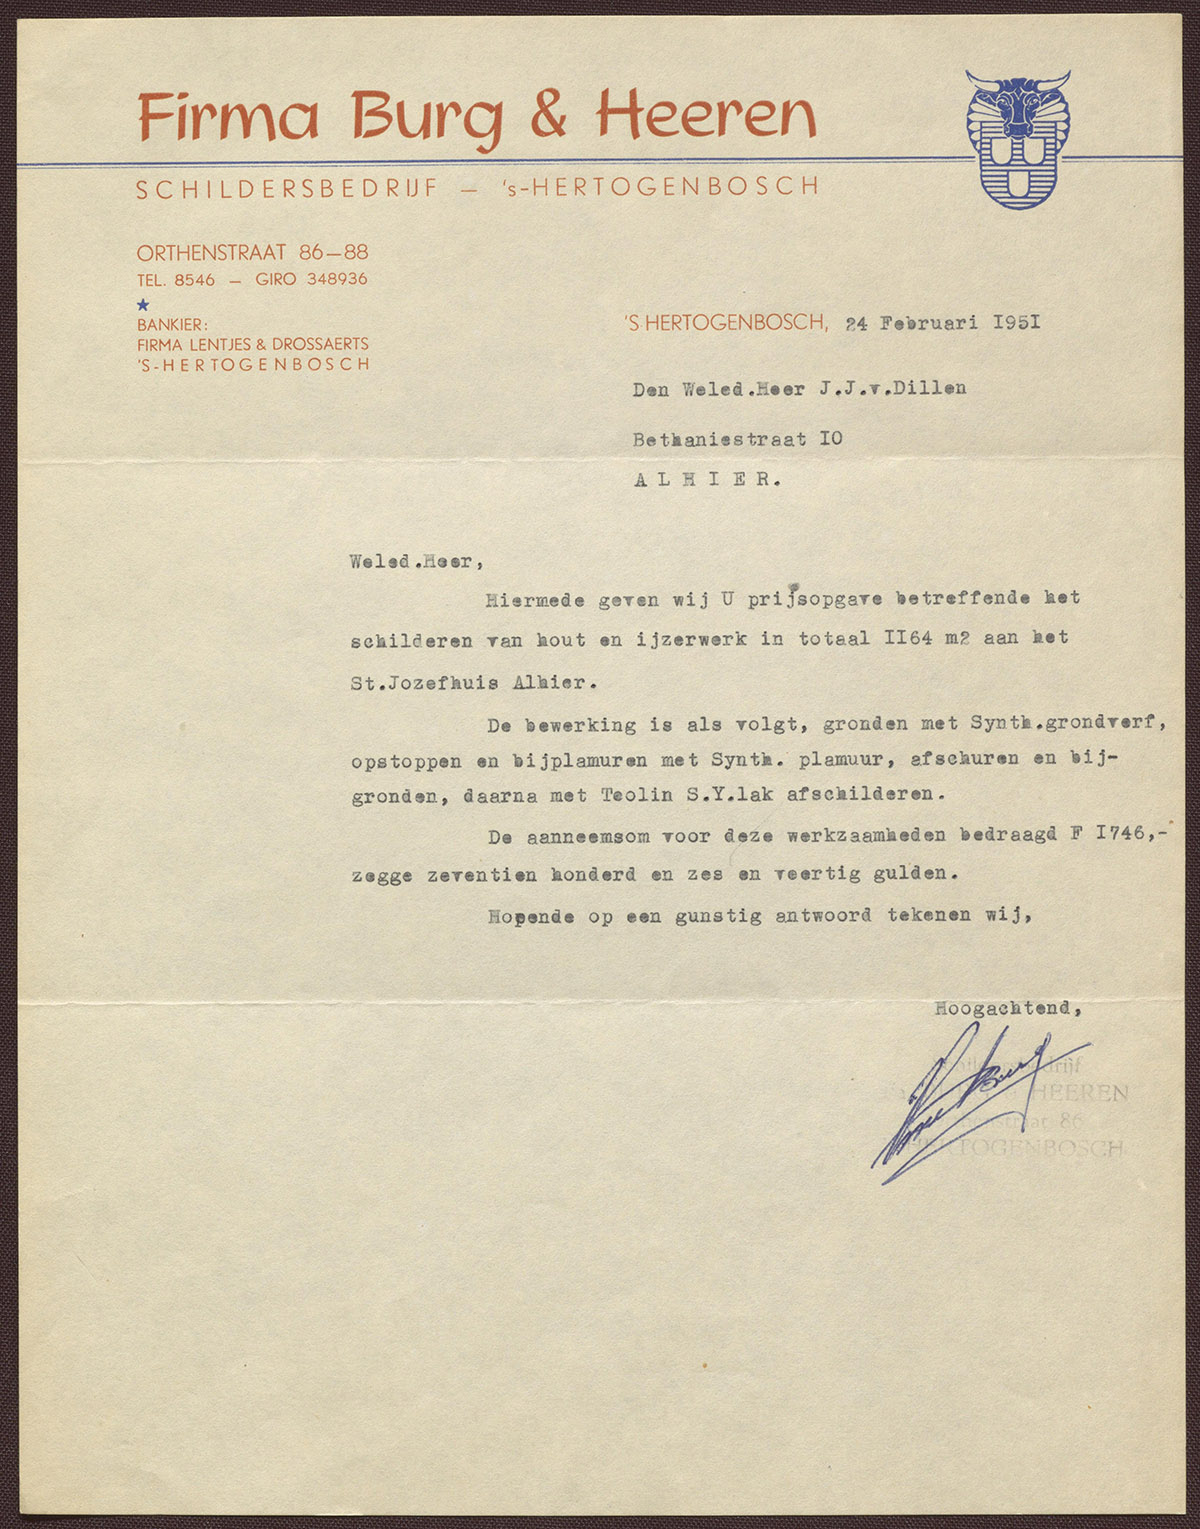 Firma Burg & Heeren
SCHILDERSBEDRIJF — 's-HERTOGENBOSCH
ORTHENSTRAAT 86—88
TEL. 8546 — GIRO 348936
BANKIER:
FIRMA LENTJES & DROSSAERTS
'S-HERTOGENBOSCH
'S HERTOGENBOSCH, 24 Februari I95I
Den Weled.Heer J.J.v.Dillen
Bethaniestraat I0
A L H I E R.
Weled.Heer,
Hiermede geven wij U prijsopgave betreffende het
schilderen van hout en ijzerwerk in totaal II64 m2 aan het
St.Jozefhuis Alhier.
De bewerking is als volgt, gronden met Synth.grondverf,
opstoppen en bijplamuren met Synth. plamuur, afschuren en bij-
gronden, daarna met Teolin S.Y.lak afschilderen.
De aanneemsom voor deze werkzaamheden bedraagd F I746,-
zegge zeventien honderd en zes en veertig gulden.
Hopende op een gunstig antwoord tekenen wij,
Hoogachtend,
HEEREN
86
HERTOGENBOSCH